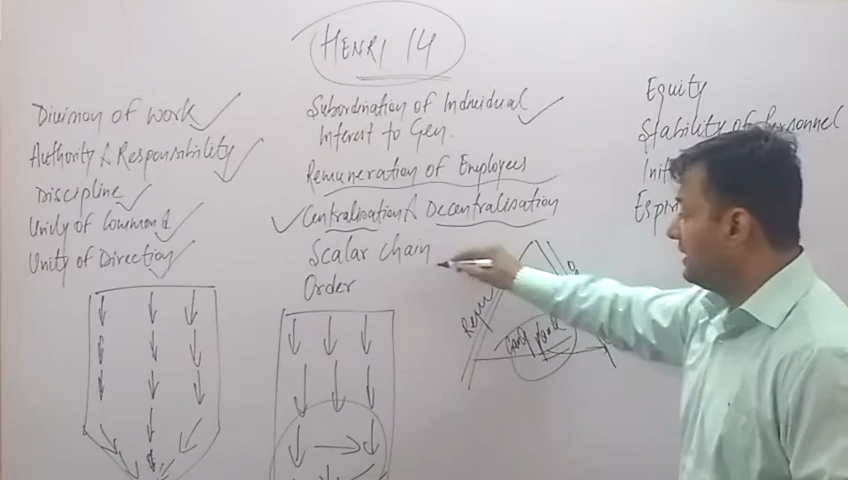 HENRI 14
Division of work
Authority & Responsibility
Discipline
Unity of Command
Unity of Direction
Subordination of Individual
Interest to Gen.
Remuneration of Employees
Centralisation & Decentralisation
Scalar chain
Order
Equity
Stability of Personnel